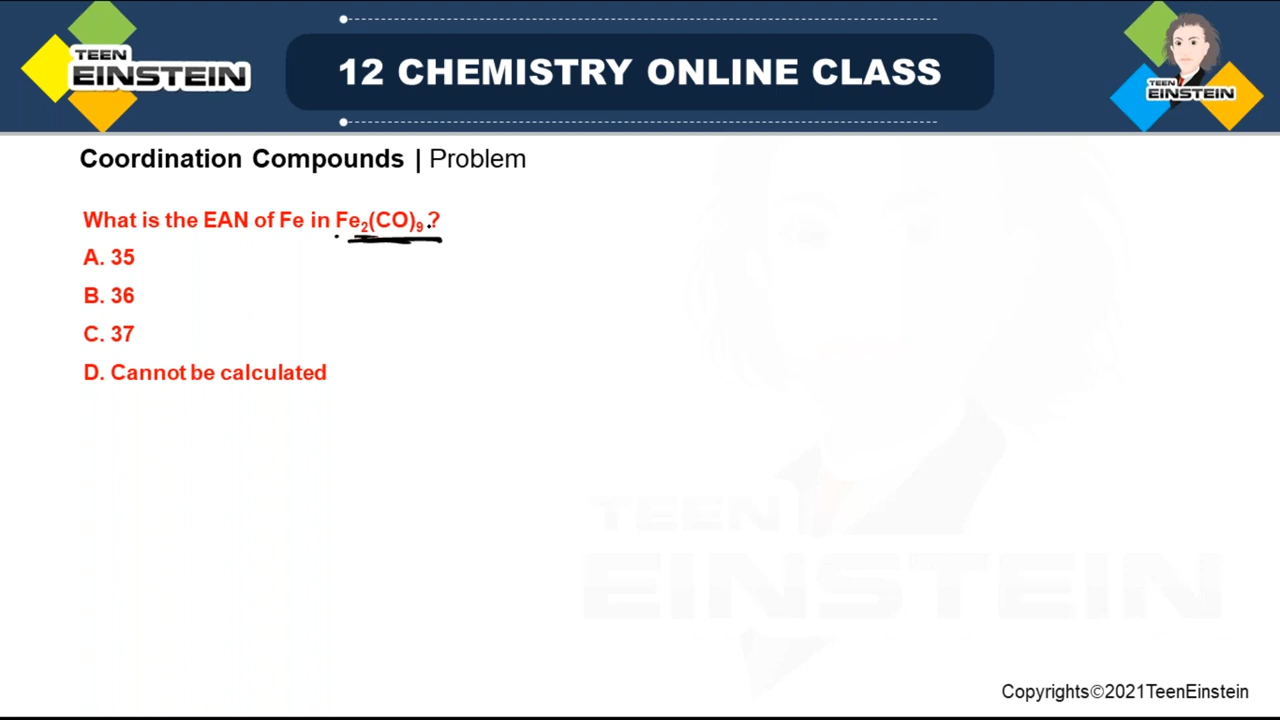 TEEN
EINSTEIN
12 CHEMISTRY ONLINE CLASS
TEEN
EINSTEIN
Coordination Compounds | Problem
What is the EAN of Fe in Fe₂(CO)₉.?
A. 35
B. 36
C. 37
D. Cannot be calculated
TEEN
EINSTEIN
Copyrights©2021TeenEinstein